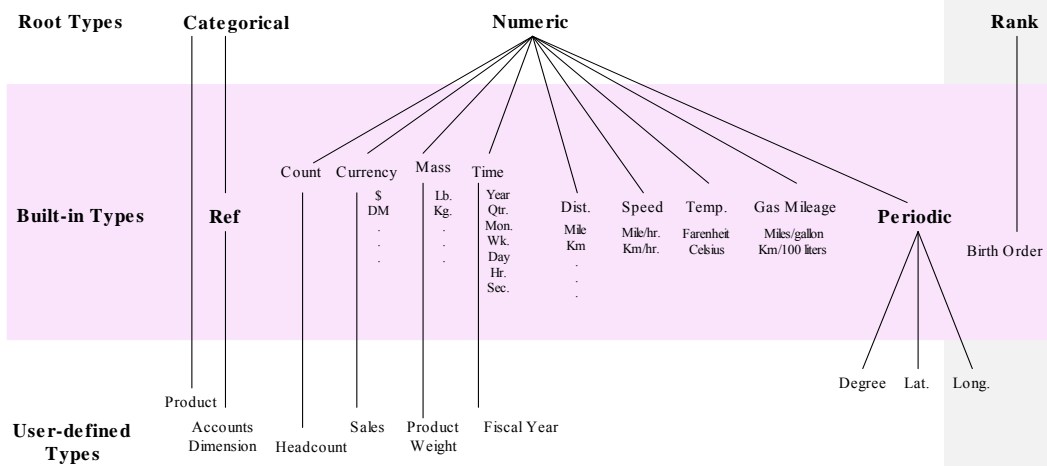 Root Types
Categorical
Numeric
Rank
Built-in Types
Ref
Count
Currency
$
DM
.
.
.
Mass
Lb.
Kg.
.
.
.
Time
Year
Qtr.
Mon.
Wk.
Day
Hr.
Sec.
Dist.
Mile
Km
.
.
.
Speed
Mile/hr.
Km/hr.
Temp.
Farenheit
Celsius
Gas Mileage
Miles/gallon
Km/100 liters
Periodic
Birth Order
Degree
Lat.
Long.
User-defined
Types
Product
Accounts
Dimension
Headcount
Sales
Product
Weight
Fiscal Year